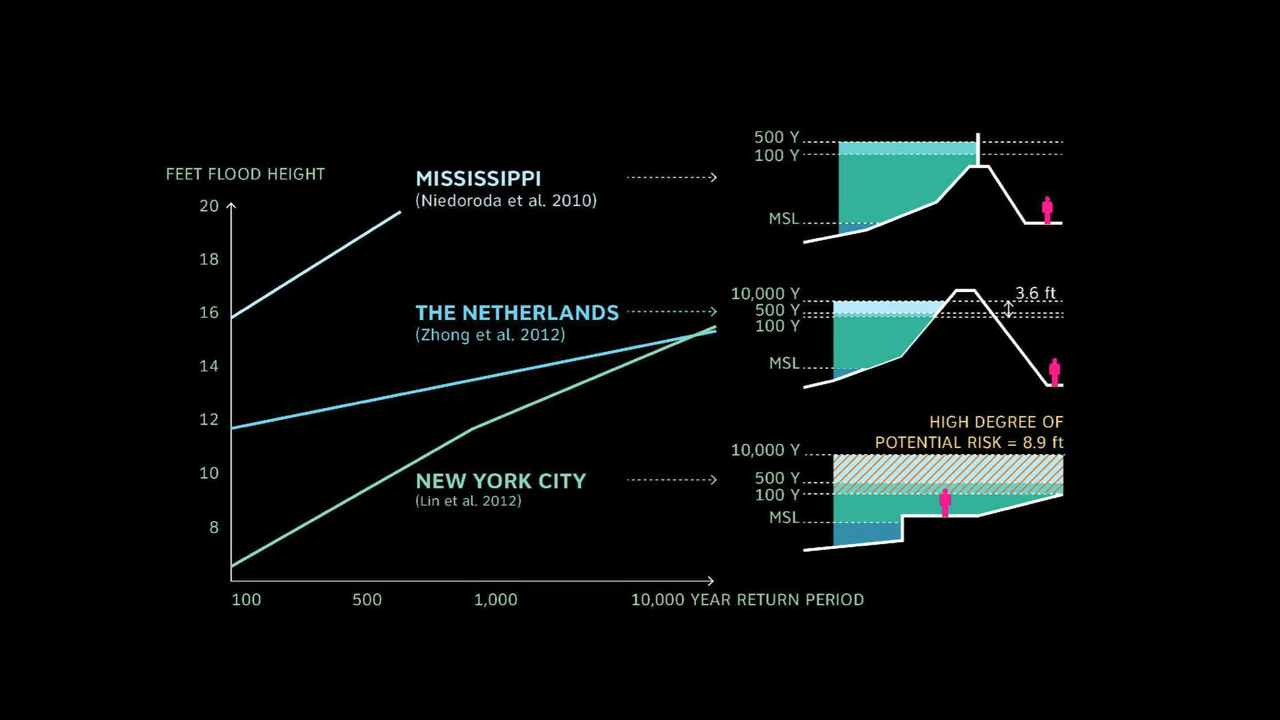 FEET FLOOD HEIGHT
20
18
16
14
12
10
8
100
500
1,000
10,000 YEAR RETURN PERIOD
MISSISSIPPI
(Niedoroda et al. 2010)
THE NETHERLANDS
(Zhong et al. 2012)
NEW YORK CITY
(Lin et al. 2012)
500 Y
100 Y
MSL
10,000 Y
3.6 ft
500 Y
100 Y
MSL
HIGH DEGREE OF
POTENTIAL RISK = 8.9 ft
10,000 Y
500 Y
100 Y
MSL